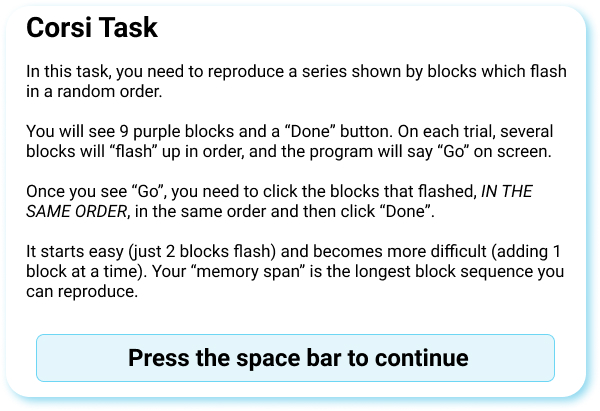 Corsi Task
In this task, you need to reproduce a series shown by blocks which flash
in a random order.
You will see 9 purple blocks and a “Done” button. On each trial, several
blocks will “flash” up in order, and the program will say “Go” on screen.
Once you see “Go”, you need to click the blocks that flashed, IN THE
SAME ORDER, in the same order and then click “Done”.
It starts easy (just 2 blocks flash) and becomes more difficult (adding 1
block at a time). Your “memory span” is the longest block sequence you
can reproduce.
Press the space bar to continue